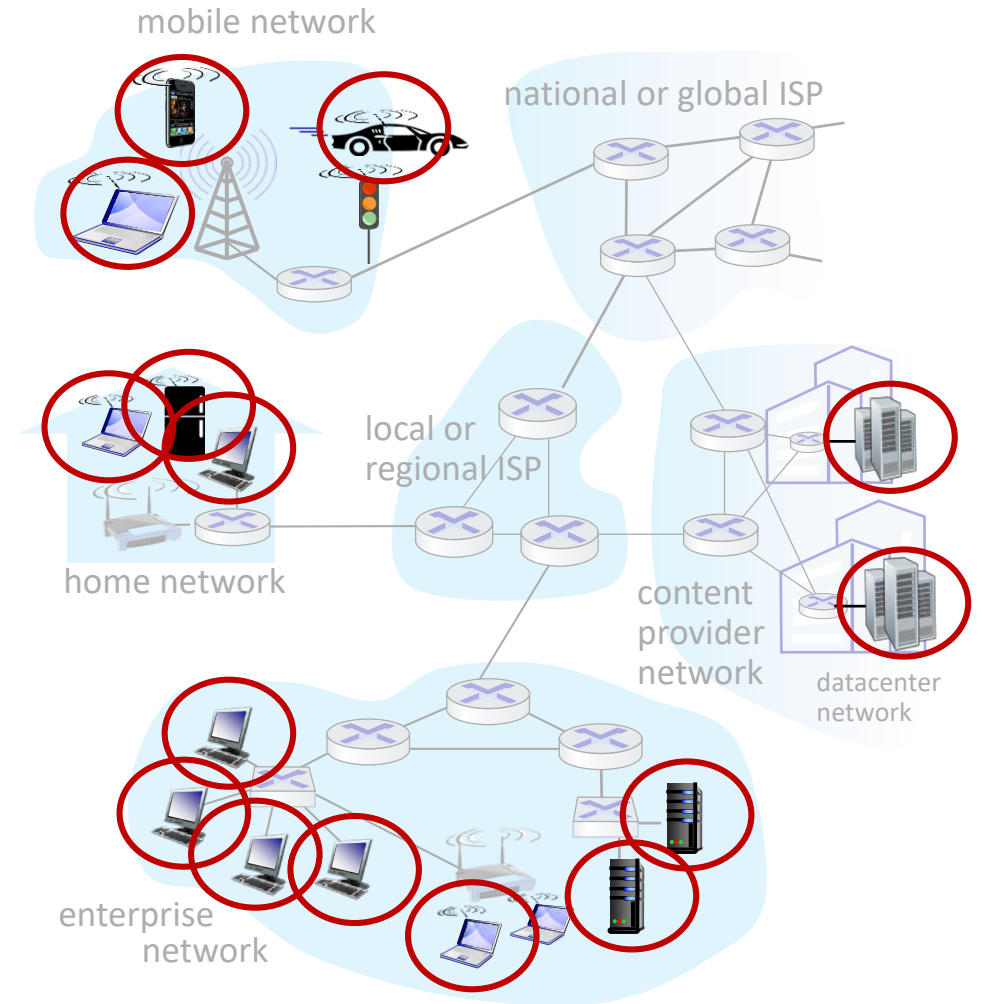 mobile network
national or global ISP
local or
regional ISP
home network
content
provider
network
datacenter
network
enterprise
network